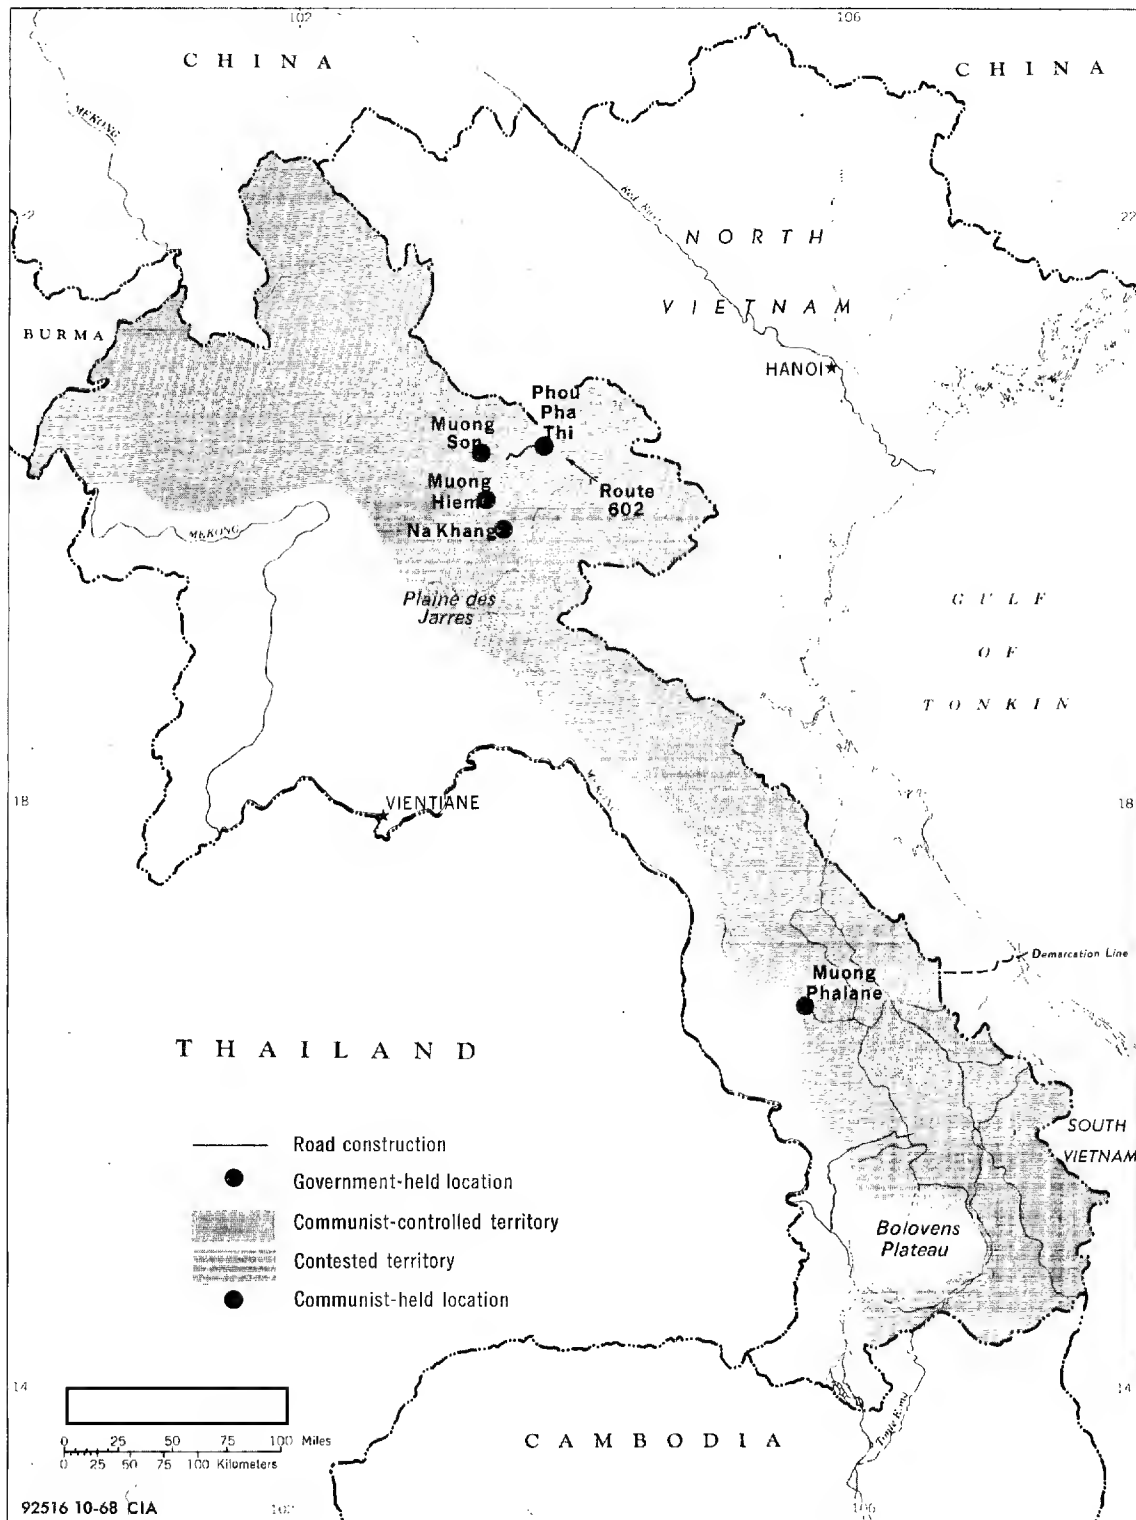 102
106
CHINA
CHINA
MEKONG
Red River
22
NORTH
VIETNAM
BURMA
HANOI
Phou
Pha
Thi
Muong
Son
Muong
Hiem
Route
602
Na Khang
MEKONG
Plaine des
Jarres
GULF
OF
TONKIN
18
VIENTIANE
18
Demarcation Line
Muong
Phalane
THAILAND
SOUTH
VIETNAM
Road construction
Government-held location
Communist-controlled territory
Contested territory
Communist-held location
Bolovens
Plateau
14
14
0 25 50 75 100 Miles
0 25 50 75 100 Kilometers
CAMBODIA
92516 10-68 CIA
106